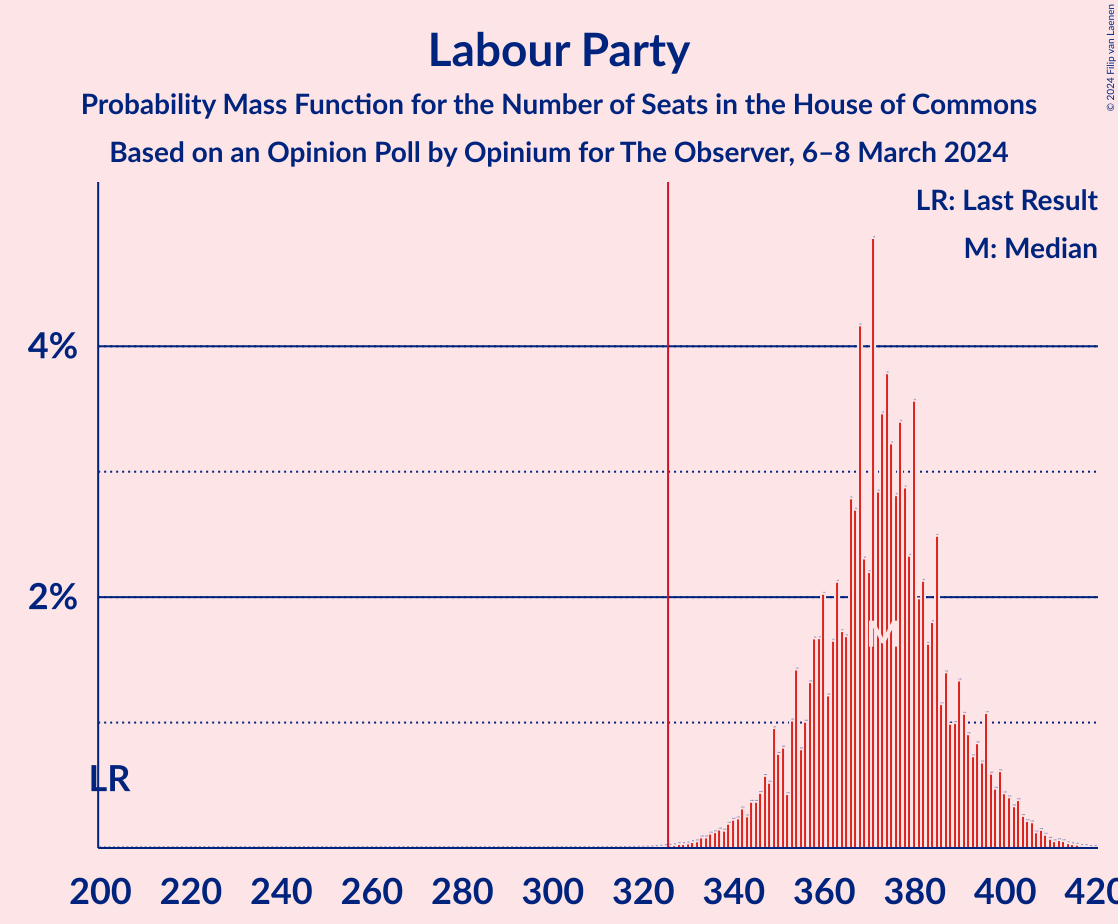 Labour Party
Probability Mass Function for the Number of Seats in the House of Commons
Based on an Opinion Poll by Opinium for The Observer, 6–8 March 2024
© 2024 Filip van Laenen
LR: Last Result
M: Median
4%
2%
M
LR
200 220 240 260 280 300 320 340 360 380 400 420